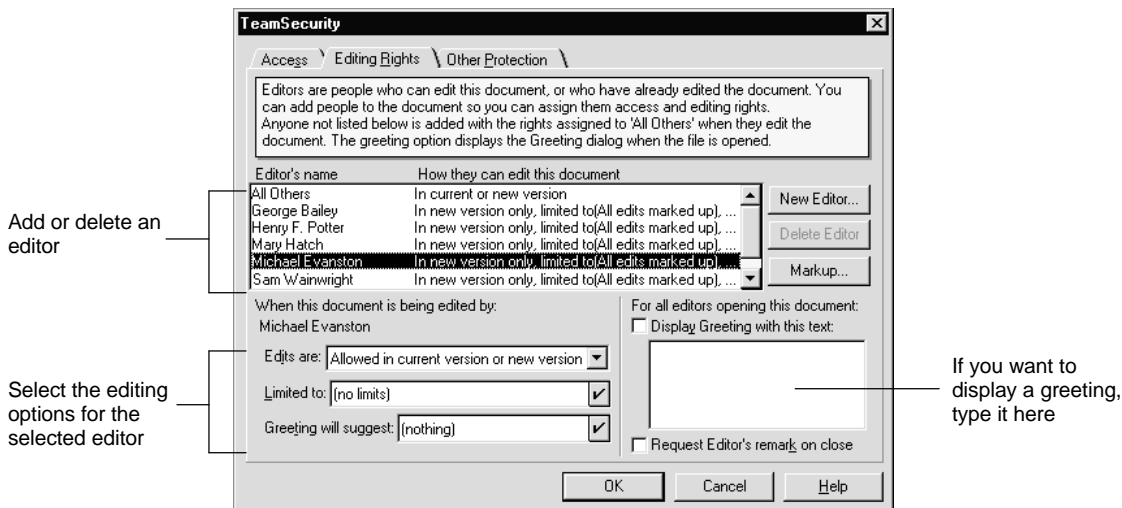 TeamSecurity
Access
Editing Rights
Other Protection
Editors are people who can edit this document, or who have already edited the document. You
can add people to the document so you can assign them access and editing rights.
Anyone not listed below is added with the rights assigned to 'All Others' when they edit the
document. The greeting option displays the Greeting dialog when the file is opened.
Editor's name How they can edit this document
All Others In current or new version
George Bailey In new version only, limited to(All edits marked up), ...
Henry F. Potter In new version only, limited to(All edits marked up), ...
Mary Hatch In new version only, limited to(All edits marked up), ...
Michael Evanston In new version only, limited to(All edits marked up), ...
Sam Wainwright In new version only, limited to(All edits marked up), ...
New Editor...
Delete Editor
Markup...
Add or delete an
editor
When this document is being edited by:
Michael Evanston
Edits are: Allowed in current version or new version
Limited to: (no limits)
Greeting will suggest: (nothing)
Select the editing
options for the
selected editor
For all editors opening this document:
Display Greeting with this text:
Request Editor's remark on close
If you want to
display a greeting,
type it here
OK
Cancel
Help